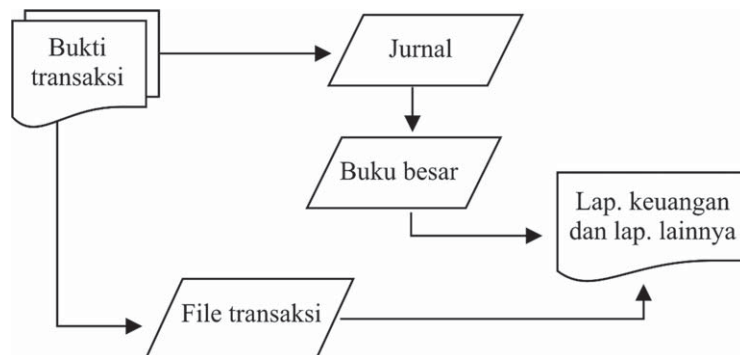 Bukti
transaksi
Jurnal
Buku besar
Lap. keuangan
dan lap. lainnya
File transaksi